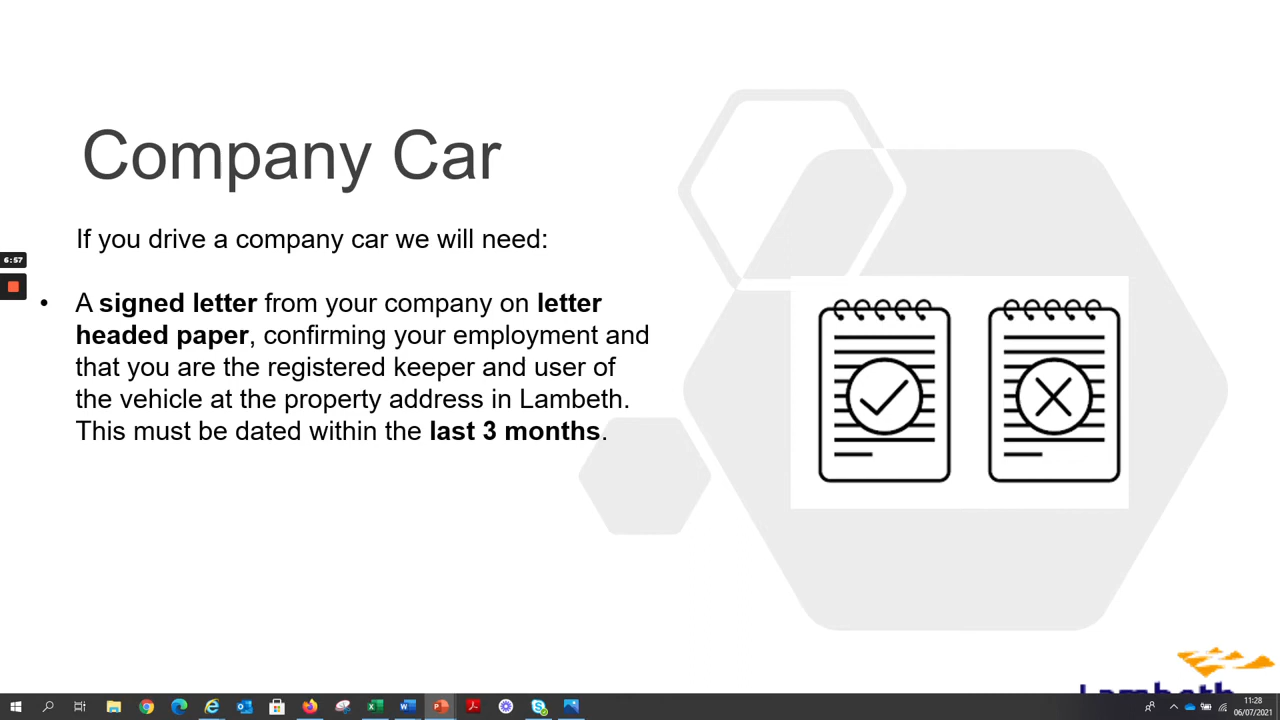 Company Car
If you drive a company car we will need:
6:57
• A signed letter from your company on letter
headed paper, confirming your employment and
that you are the registered keeper and user of
the vehicle at the property address in Lambeth.
This must be dated within the last 3 months.
Lambeth
11:28
06/07/2021